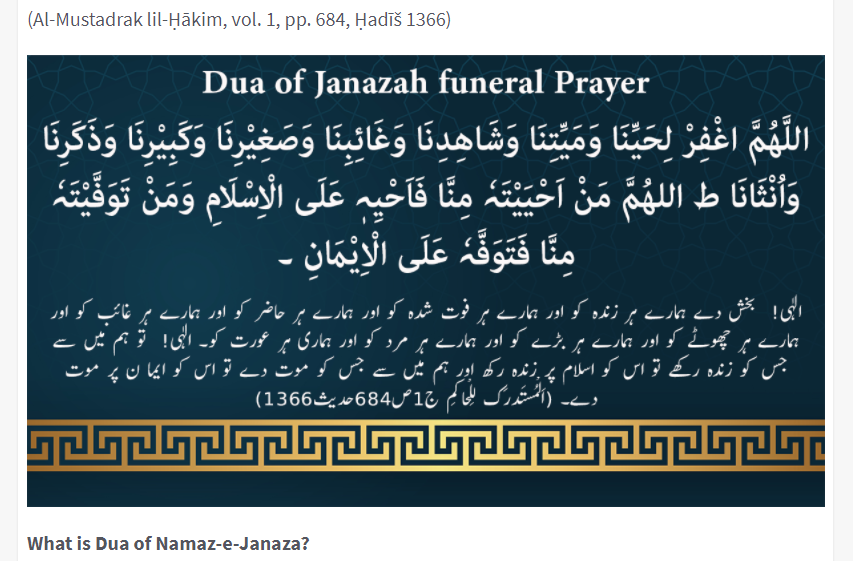 (Al-Mustadrak lil-Ḥākim, vol. 1, pp. 684, Ḥadīš 1366)
Dua of Janazah funeral Prayer
اللَّهُمَّ اغْفِرْ لِحَيِّنَا وَمَيِّتِنَا وَشَاهِدِنَا وَغَائِبِنَا وَصَغِيْرِنَا وَكَبِيْرِنَا وَذَكَرِنَا
وَاُنْثَانَا ط اللهُمَّ مَنْ اَحْيَيْتَهٗ مِنَّا فَاَحْيِهٖ عَلَى الْاِسْلَامِ وَمَنْ تَوَفَّيْتَهٗ
مِنَّا فَتَوَفَّهٗ عَلَى الْاِيْمَانِ ۔
الٰہی! بخش دے ہمارے ہر زندہ کو اور ہمارے ہر فوت شدہ کو اور ہمارے ہر حاضر کو اور ہمارے ہر غائب کو اور
ہمارے ہر چھوٹے کو اور ہمارے ہر بڑے کو اور ہمارے ہر مرد کو اور ہماری ہر عورت کو۔ الٰہی! تو ہم میں سے
جس کو زندہ رکھے تو اس کو اسلام پر زندہ رکھ اور ہم میں سے جس کو موت دے تو اس کو ایما ن پر موت
دے۔ (اَلْمُستَدرَک لِلْحاکِم ج1ص684حدیث1366)
What is Dua of Namaz-e-Janaza?